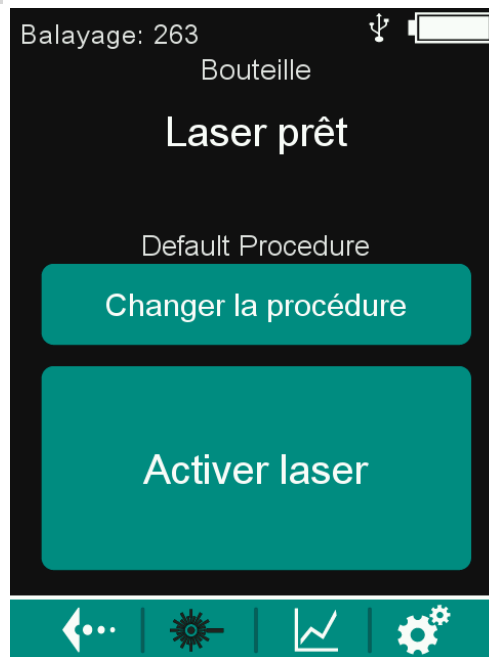 Balayage: 263
Bouteille
Laser prêt
Default Procedure
Changer la procédure
Activer laser